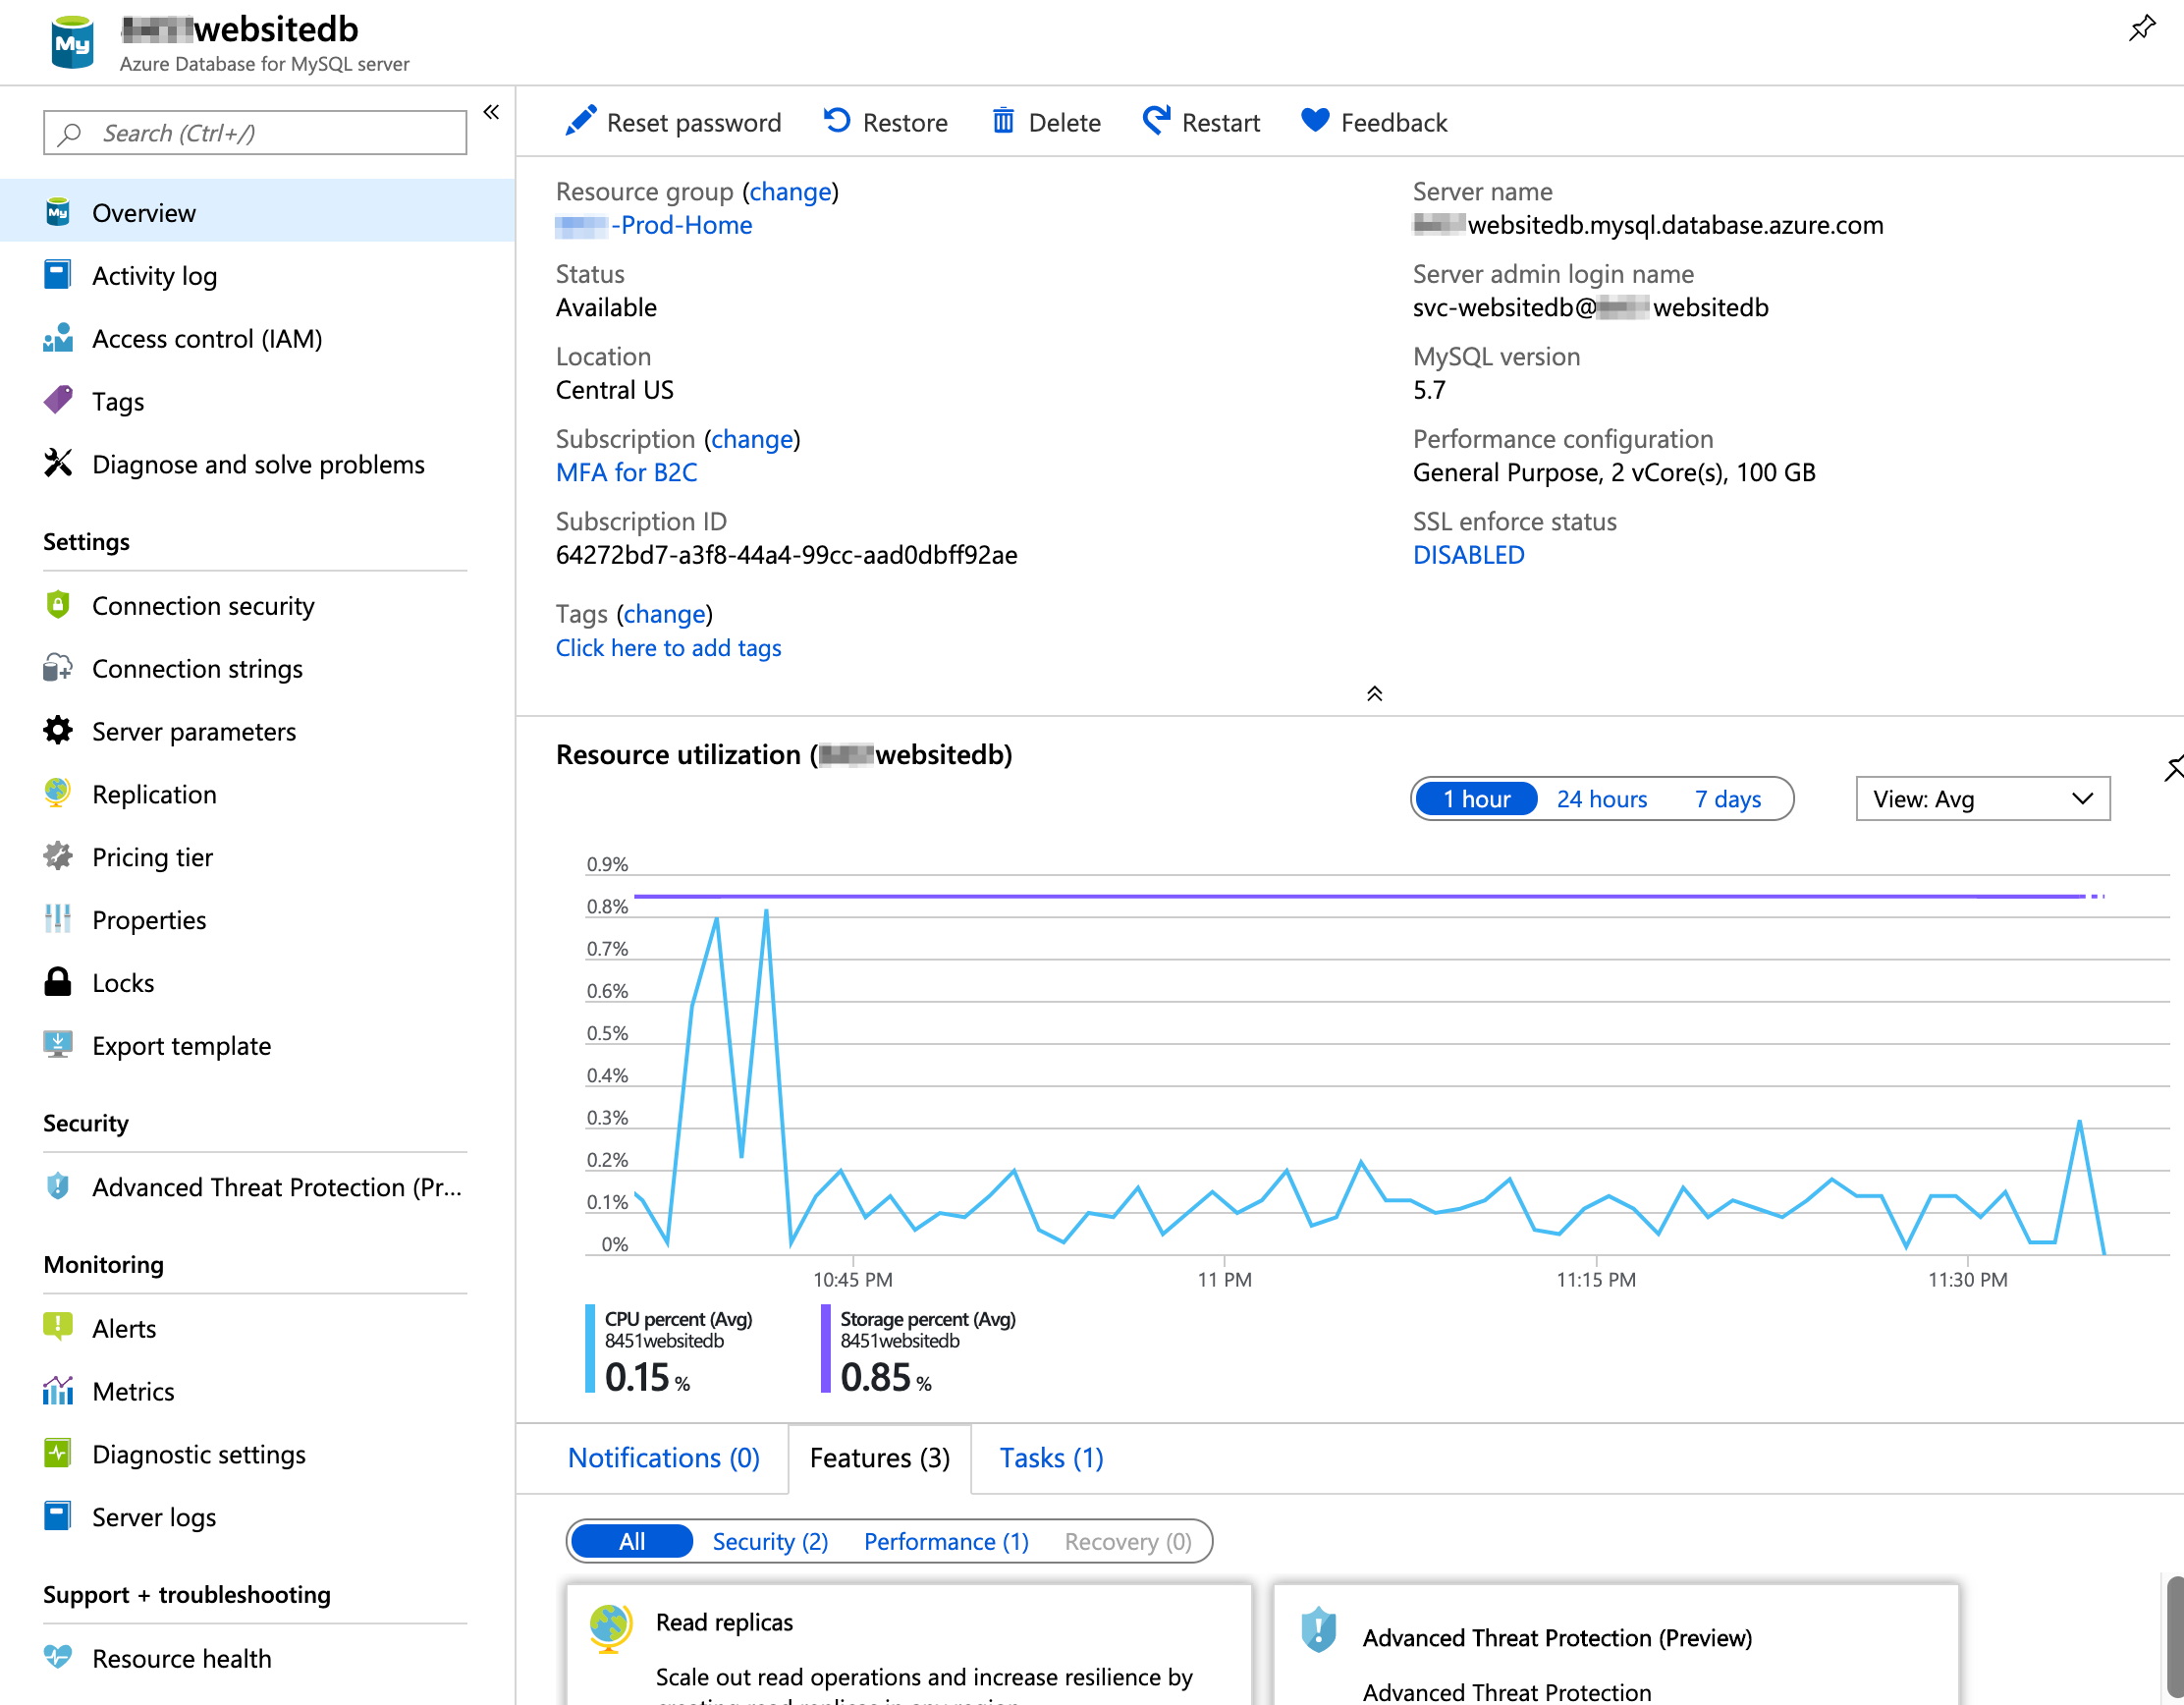 websitedb
Azure Database for MySQL server
Search (Ctrl+/)
Overview
Activity log
Access control (IAM)
Tags
Diagnose and solve problems
Settings
Connection security
Connection strings
Server parameters
Replication
Pricing tier
Properties
Locks
Export template
Security
Advanced Threat Protection (Pr...
Monitoring
Alerts
Metrics
Diagnostic settings
Server logs
Support + troubleshooting
Resource health
Reset password Restore Delete Restart Feedback
Resource group (change)
-Prod-Home
Status
Available
Location
Central US
Subscription (change)
MFA for B2C
Subscription ID
64272bd7-a3f8-44a4-99cc-aad0dbff92ae
Tags (change)
Click here to add tags
Server name
websitedb.mysql.database.azure.com
Server admin login name
svc-websitedb@ websitedb
MySQL version
5.7
Performance configuration
General Purpose, 2 vCore(s), 100 GB
SSL enforce status
DISABLED
Resource utilization ( websitedb)
1 hour 24 hours 7 days View: Avg
0.9%
0.8%
0.7%
0.6%
0.5%
0.4%
0.3%
0.2%
0.1%
0%
10:45 PM 11 PM 11:15 PM 11:30 PM
CPU percent (Avg)
8451websitedb
0.15 %
Storage percent (Avg)
8451websitedb
0.85 %
Notifications (0) Features (3) Tasks (1)
All Security (2) Performance (1) Recovery (0)
Read replicas
Scale out read operations and increase resilience by
Advanced Threat Protection (Preview)
Advanced Threat Protection